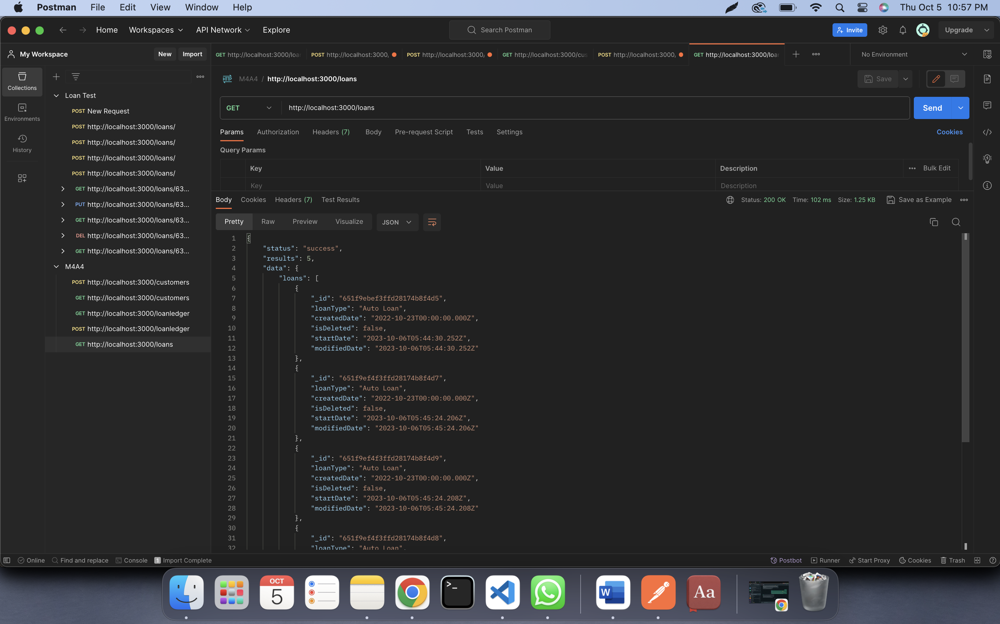 Postman File Edit View Window Help Thu Oct 5 10:57 PM
Home Workspaces API Network Explore Search Postman Invite Upgrade
My Workspace New Import GET http://localhost:3000/loa POST http://localhost:3000/ POST http://localhost:3000/ GET http://localhost:3000/cus POST http://localhost:3000/ GET http://localhost:3000/loa No Environment
Collections
Environments
History
Loan Test
POST New Request
POST http://localhost:3000/loans/
POST http://localhost:3000/loans/
POST http://localhost:3000/loans/
POST http://localhost:3000/loans/
GET http://localhost:3000/loans/63...
PUT http://localhost:3000/loans/63...
GET http://localhost:3000/loans/63...
DEL http://localhost:3000/loans/63...
GET http://localhost:3000/loans/63...
M4A4
POST http://localhost:3000/customers
GET http://localhost:3000/customers
GET http://localhost:3000/loanledger
POST http://localhost:3000/loanledger
GET http://localhost:3000/loans
HTTP M4A4 / http://localhost:3000/loans Save
GET http://localhost:3000/loans Send
Params Authorization Headers (7) Body Pre-request Script Tests Settings Cookies
Query Params
Key Value Description Bulk Edit
Key Value Description
Body Cookies Headers (7) Test Results Status: 200 OK Time: 102 ms Size: 1.25 KB Save as Example
Pretty Raw Preview Visualize JSON
1 {
2 "status": "success",
3 "results": 5,
4 "data": {
5 "loans": [
6 {
7 "_id": "651f9ebef3ffd28174b8f4d5",
8 "loanType": "Auto Loan",
9 "createdDate": "2022-10-23T00:00:00.000Z",
10 "isDeleted": false,
11 "startDate": "2023-10-06T05:44:30.252Z",
12 "modifiedDate": "2023-10-06T05:44:30.252Z"
13 },
14 {
15 "_id": "651f9ef4f3ffd28174b8f4d7",
16 "loanType": "Auto Loan",
17 "createdDate": "2022-10-23T00:00:00.000Z",
18 "isDeleted": false,
19 "startDate": "2023-10-06T05:45:24.206Z",
20 "modifiedDate": "2023-10-06T05:45:24.206Z"
21 },
22 {
23 "_id": "651f9ef4f3ffd28174b8f4d9",
24 "loanType": "Auto Loan",
25 "createdDate": "2022-10-23T00:00:00.000Z",
26 "isDeleted": false,
27 "startDate": "2023-10-06T05:45:24.208Z",
28 "modifiedDate": "2023-10-06T05:45:24.208Z"
29 },
30 {
31 "_id": "651f9ef4f3ffd28174b8f4d8",
32 "loanType": "Auto Loan",
Online Find and replace Console 1 Import Complete Postbot Runner Start Proxy Cookies Trash
OCT
5
>_
W
Aa